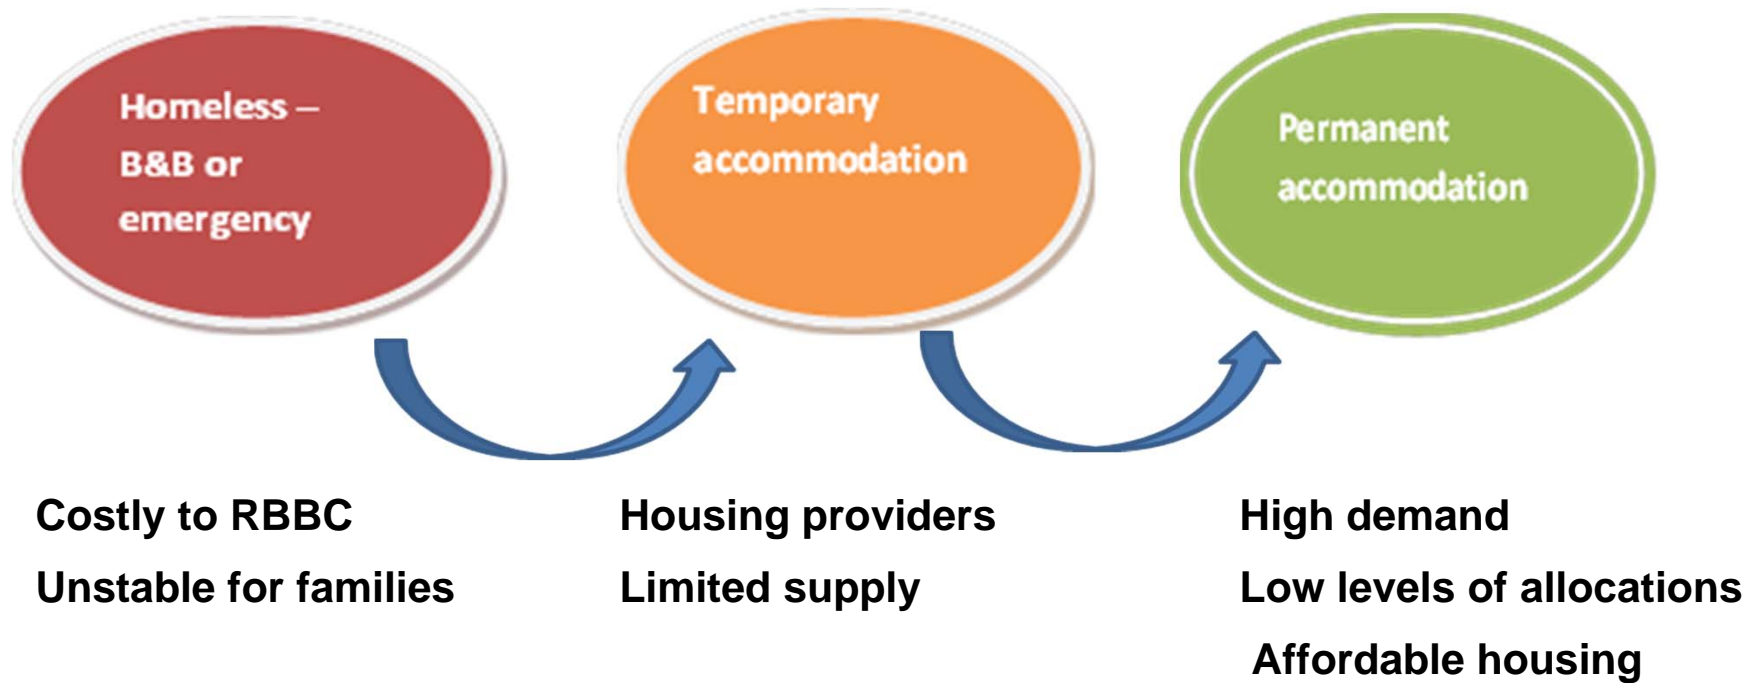 Homeless –
B&B or
emergency
Temporary
accommodation
Permanent
accommodation
Costly to RBBC
Unstable for families
Housing providers
Limited supply
High demand
Low levels of allocations
Affordable housing